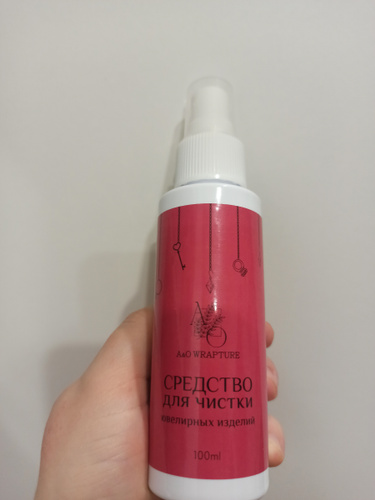 A O
A&O WRAPTURE
СРЕДСТВО
ДЛЯ ЧИСТКИ
ювелирных изделий
100ml